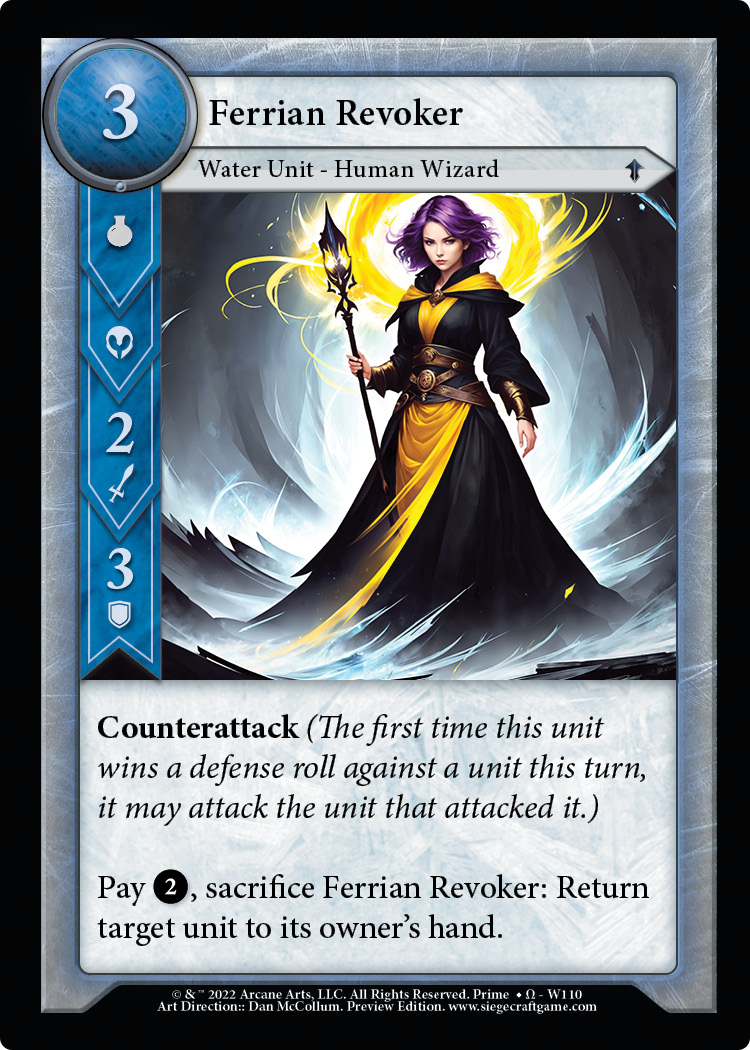 3
Ferrian Revoker
Water Unit - Human Wizard
2
3
Counterattack (The first time this unit
wins a defense roll against a unit this turn,
it may attack the unit that attacked it.)
Pay 2, sacrifice Ferrian Revoker: Return
target unit to its owner's hand.
© & ™ 2022 Arcane Arts, LLC. All Rights Reserved. Prime ⬥ Ω - W110
Art Direction:: Dan McCollum. Preview Edition. www.siegecraftgame.com